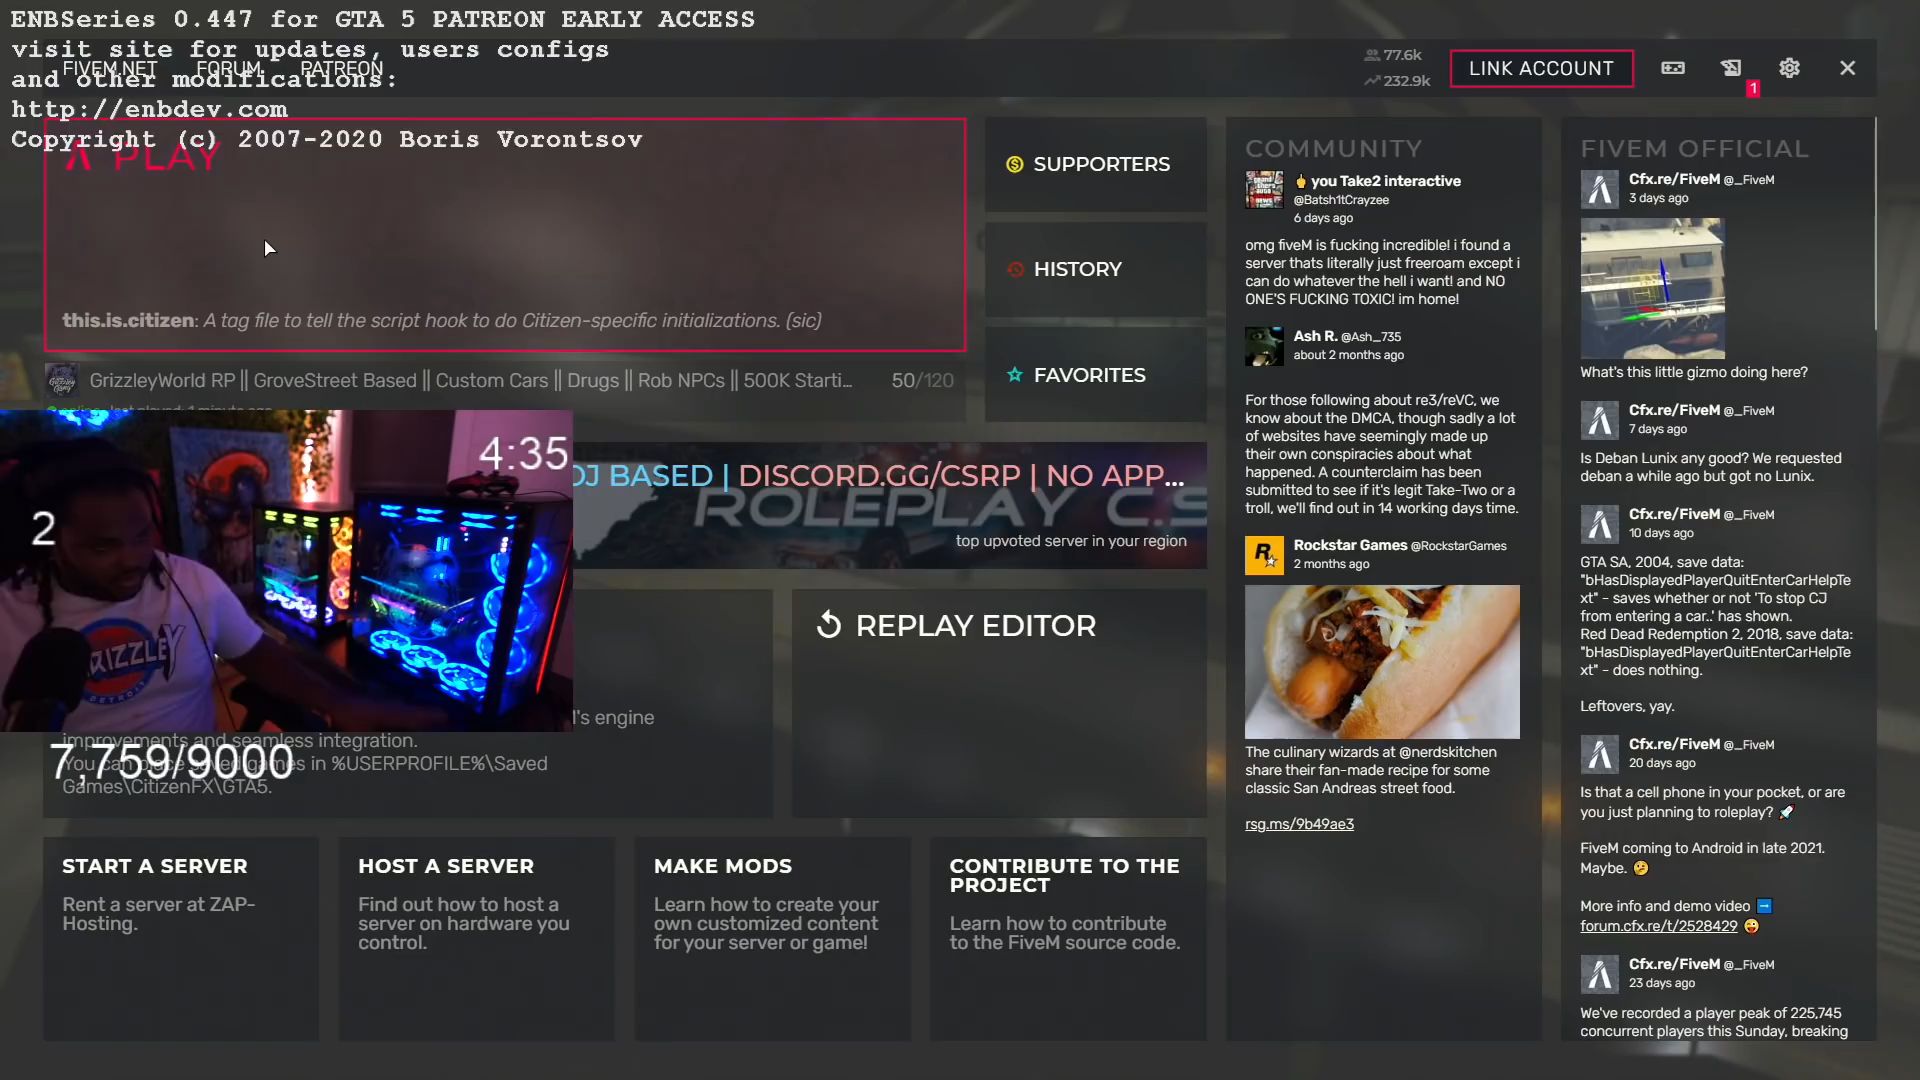 ENBSeries 0.447 for GTA 5 PATREON EARLY ACCESS
visit site for updates, users configs
and other modifications:
http://enbdev.com
Copyright (c) 2007-2020 Boris Vorontsov
FIVEM.NET FORUM PATREON
77.6k
232.9k
LINK ACCOUNT
1
PLAY
this.is.citizen: A tag file to tell the script hook to do Citizen-specific initializations. (sic)
GrizzleyWorld RP || GroveStreet Based || Custom Cars || Drugs || Rob NPCs || 500K Starti... 50/120
SUPPORTERS
HISTORY
FAVORITES
4:35
2
GRIZZLEY
DETROIT
7,759/9000
OJ BASED | DISCORD.GG/CSRP | NO APP...
ROLEPLAY C.S
top upvoted server in your region
's engine
improvements and seamless integration.
You can place saved games in %USERPROFILE%\Saved
Games\CitizenFX\GTA5.
REPLAY EDITOR
START A SERVER
Rent a server at ZAP-
Hosting.
HOST A SERVER
Find out how to host a
server on hardware you
control.
MAKE MODS
Learn how to create your
own customized content
for your server or game!
CONTRIBUTE TO THE
PROJECT
Learn how to contribute
to the FiveM source code.
COMMUNITY
🖕 you Take2 interactive
@Batsh1tCrayzee
6 days ago
omg fiveM is fucking incredible! i found a
server thats literally just freeroam except i
can do whatever the hell i want! and NO
ONE'S FUCKING TOXIC! im home!
Ash R. @Ash_735
about 2 months ago
For those following about re3/reVC, we
know about the DMCA, though sadly a lot
of websites have seemingly made up
their own conspiracies about what
happened. A counterclaim has been
submitted to see if it's legit Take-Two or a
troll, we'll find out in 14 working days time.
Rockstar Games @RockstarGames
2 months ago
The culinary wizards at @nerdskitchen
share their fan-made recipe for some
classic San Andreas street food.
rsg.ms/9b49ae3
FIVEM OFFICIAL
Cfx.re/FiveM @_FiveM
3 days ago
What's this little gizmo doing here?
Cfx.re/FiveM @_FiveM
7 days ago
Is Deban Lunix any good? We requested
deban a while ago but got no Lunix.
Cfx.re/FiveM @_FiveM
10 days ago
GTA SA, 2004, save data:
"bHasDisplayedPlayerQuitEnterCarHelpTe
xt" - saves whether or not 'To stop CJ
from entering a car..' has shown.
Red Dead Redemption 2, 2018, save data:
"bHasDisplayedPlayerQuitEnterCarHelpTe
xt" - does nothing.
Leftovers, yay.
Cfx.re/FiveM @_FiveM
20 days ago
Is that a cell phone in your pocket, or are
you just planning to roleplay? 🚀
FiveM coming to Android in late 2021.
Maybe. 🤔
More info and demo video ➡️
forum.cfx.re/t/2528429 😜
Cfx.re/FiveM @_FiveM
23 days ago
We've recorded a player peak of 225,745
concurrent players this Sunday, breaking